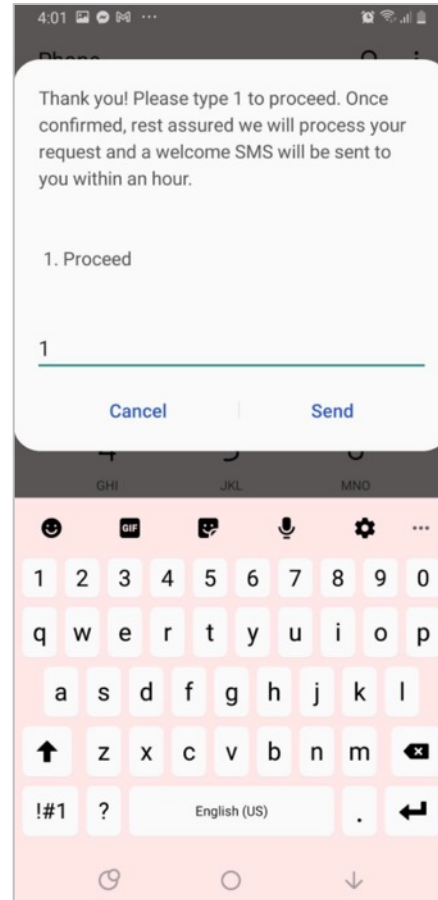 4:01
Phone
Thank you! Please type 1 to proceed. Once
confirmed, rest assured we will process your
request and a welcome SMS will be sent to
you within an hour.
1. Proceed
1
Cancel Send
GHI JKL MNO
GIF
1 2 3 4 5 6 7 8 9 0
q w e r t y u i o p
a s d f g h j k l
z x c v b n m
!#1 ? English (US) .